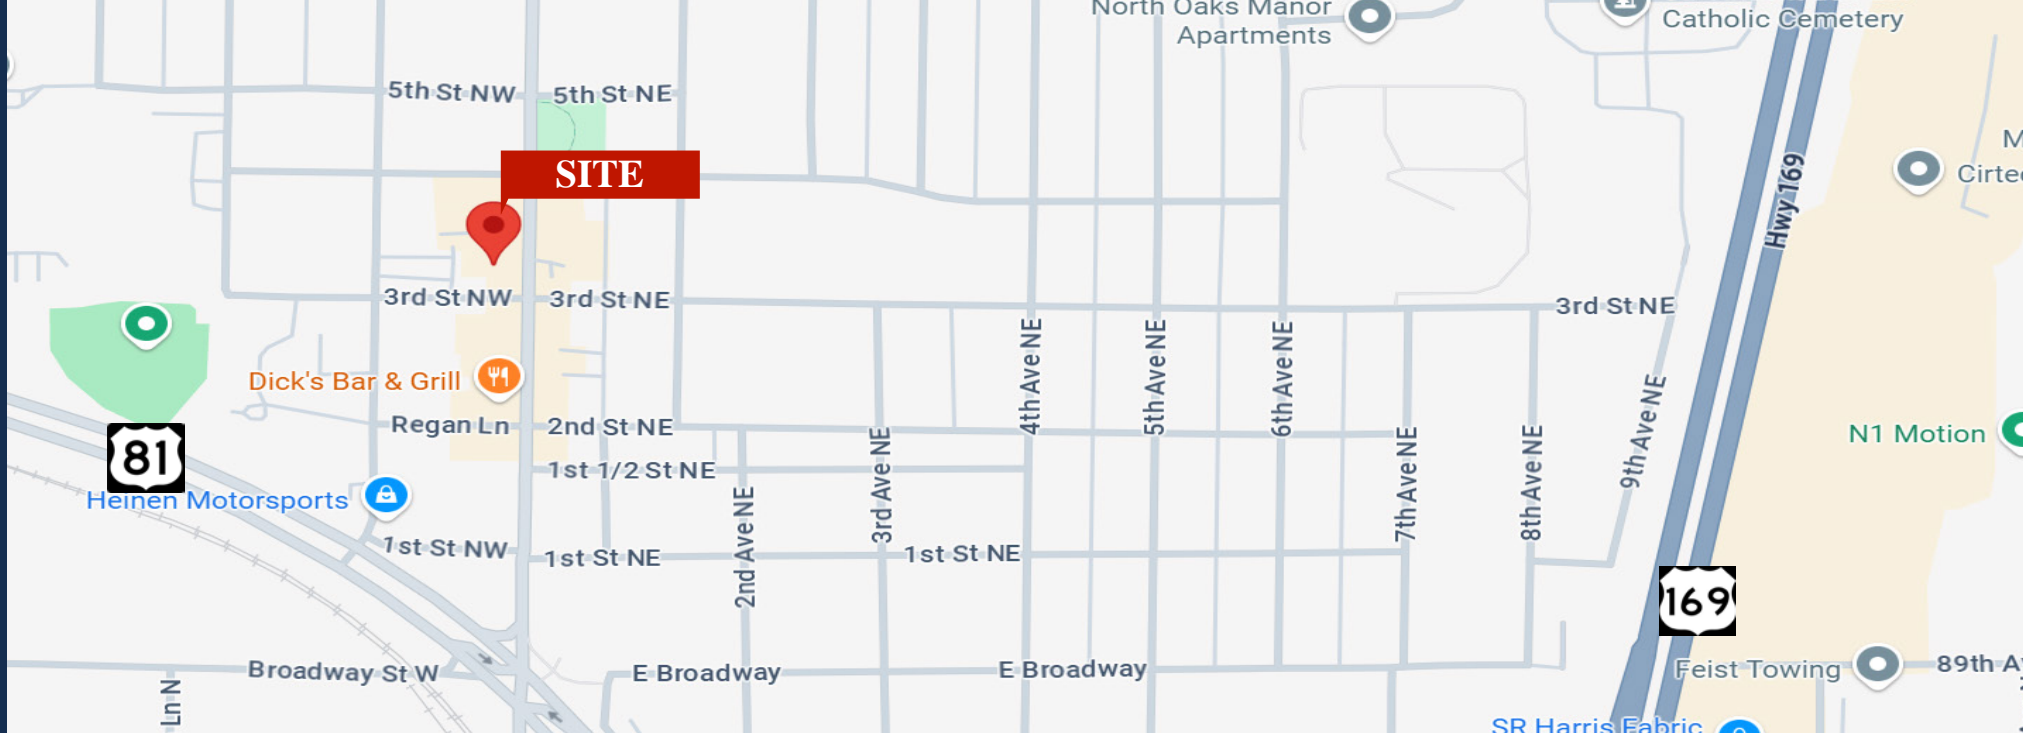 North Oaks Manor
Apartments
Catholic Cemetery
5th St NW
5th St NE
SITE
Hwy 169
Cirte
3rd St NW
3rd St NE
3rd St NE
Dick's Bar & Grill
4th Ave NE
5th Ave NE
6th Ave NE
9th Ave NE
Regan Ln
2nd St NE
N1 Motion
81
1st 1/2 St NE
3rd Ave NE
7th Ave NE
8th Ave NE
Heinen Motorsports
2nd Ave NE
1st St NW
1st St NE
1st St NE
169
Broadway St W
E Broadway
E Broadway
Feist Towing
89th A
Ln N
SR Harris Fabric